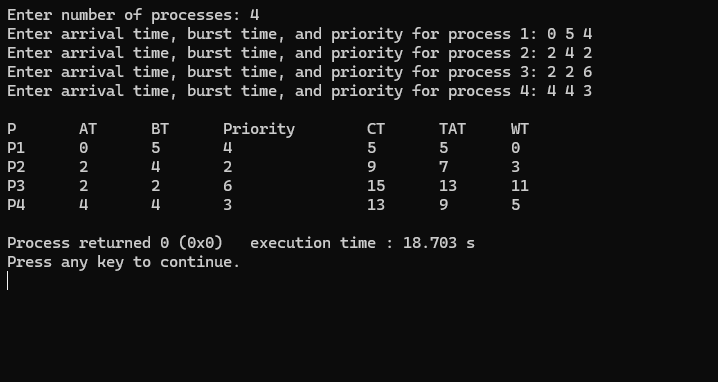 Enter number of processes: 4
Enter arrival time, burst time, and priority for process 1: 0 5 4
Enter arrival time, burst time, and priority for process 2: 2 4 2
Enter arrival time, burst time, and priority for process 3: 2 2 6
Enter arrival time, burst time, and priority for process 4: 4 4 3
P AT BT Priority CT TAT WT
P1 0 5 4 5 5 0
P2 2 4 2 9 7 3
P3 2 2 6 15 13 11
P4 4 4 3 13 9 5
Process returned 0 (0x0) execution time : 18.703 s
Press any key to continue.